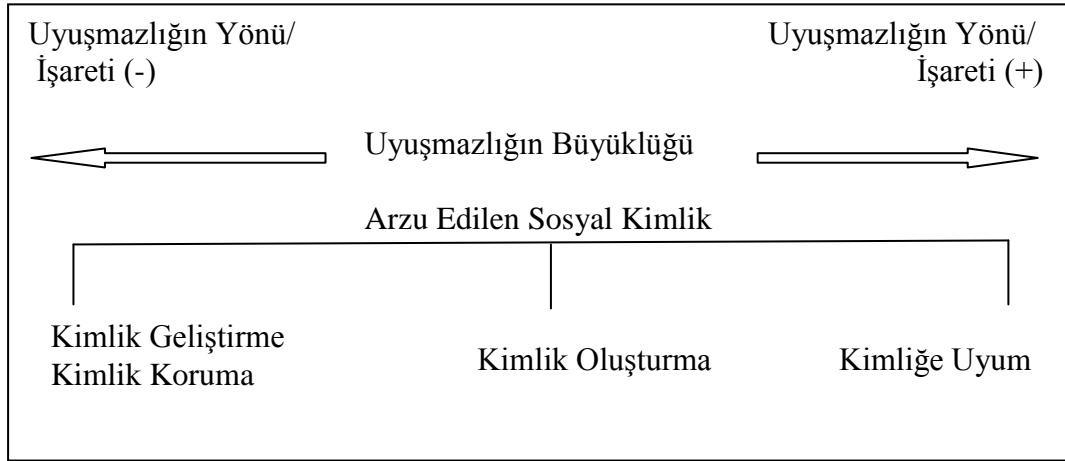 Uyuşmazlığın Yönü/ Uyuşmazlığın Yönü/
İşareti (-) İşareti (+)
Uyuşmazlığın Büyüklüğü
Arzu Edilen Sosyal Kimlik
Kimlik Geliştirme
Kimlik Koruma
Kimlik Oluşturma
Kimliğe Uyum